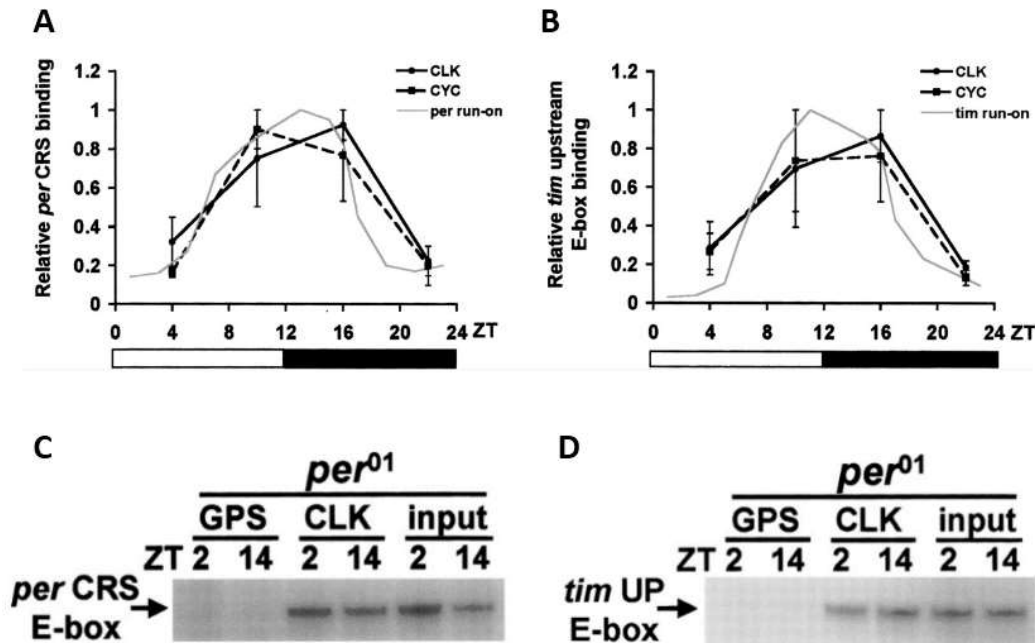 A
Relative per CRS binding
1.2
1
0.8
0.6
0.4
0.2
0
CLK
CYC
per run-on
0 4 8 12 16 20 24 ZT
B
Relative tim upstream
E-box binding
1.2
1
0.8
0.6
0.4
0.2
0
CLK
CYC
tim run-on
0 4 8 12 16 20 24 ZT
C
per01
GPS CLK input
ZT 2 14 2 14 2 14
per CRS
E-box
D
per01
GPS CLK input
ZT 2 14 2 14 2 14
tim UP
E-box